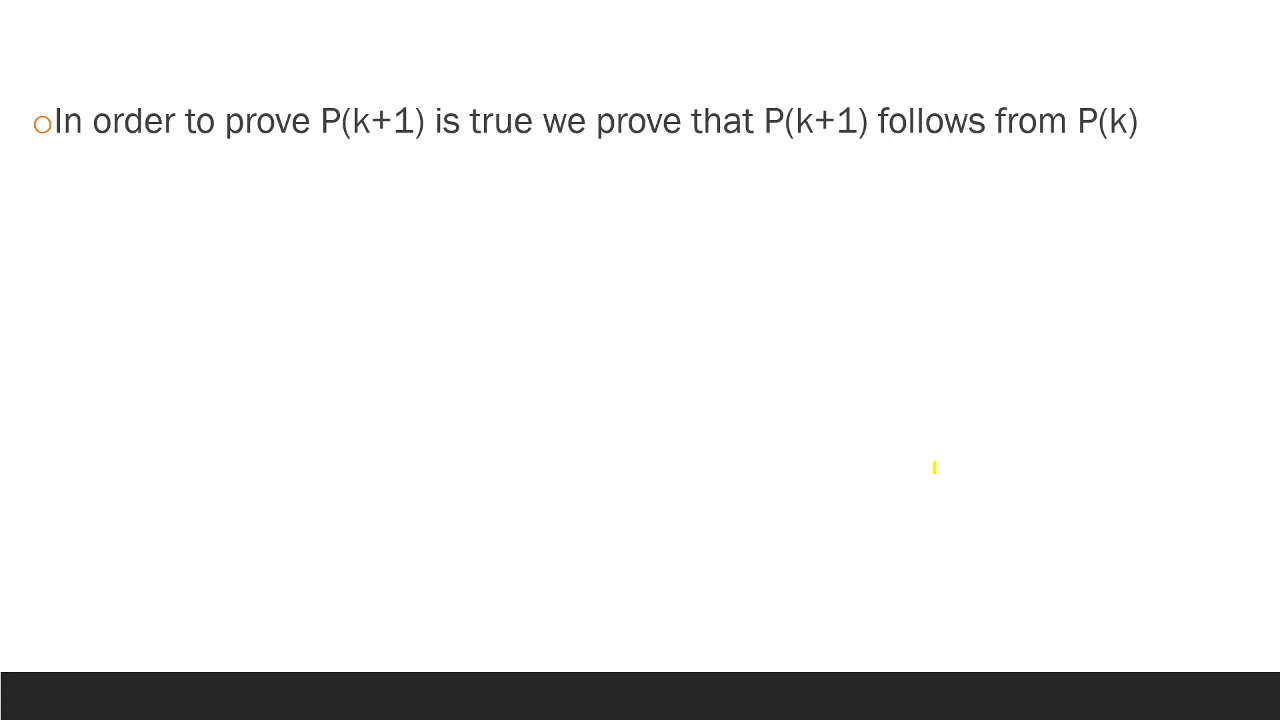 In order to prove P(k+1) is true we prove that P(k+1) follows from P(k)